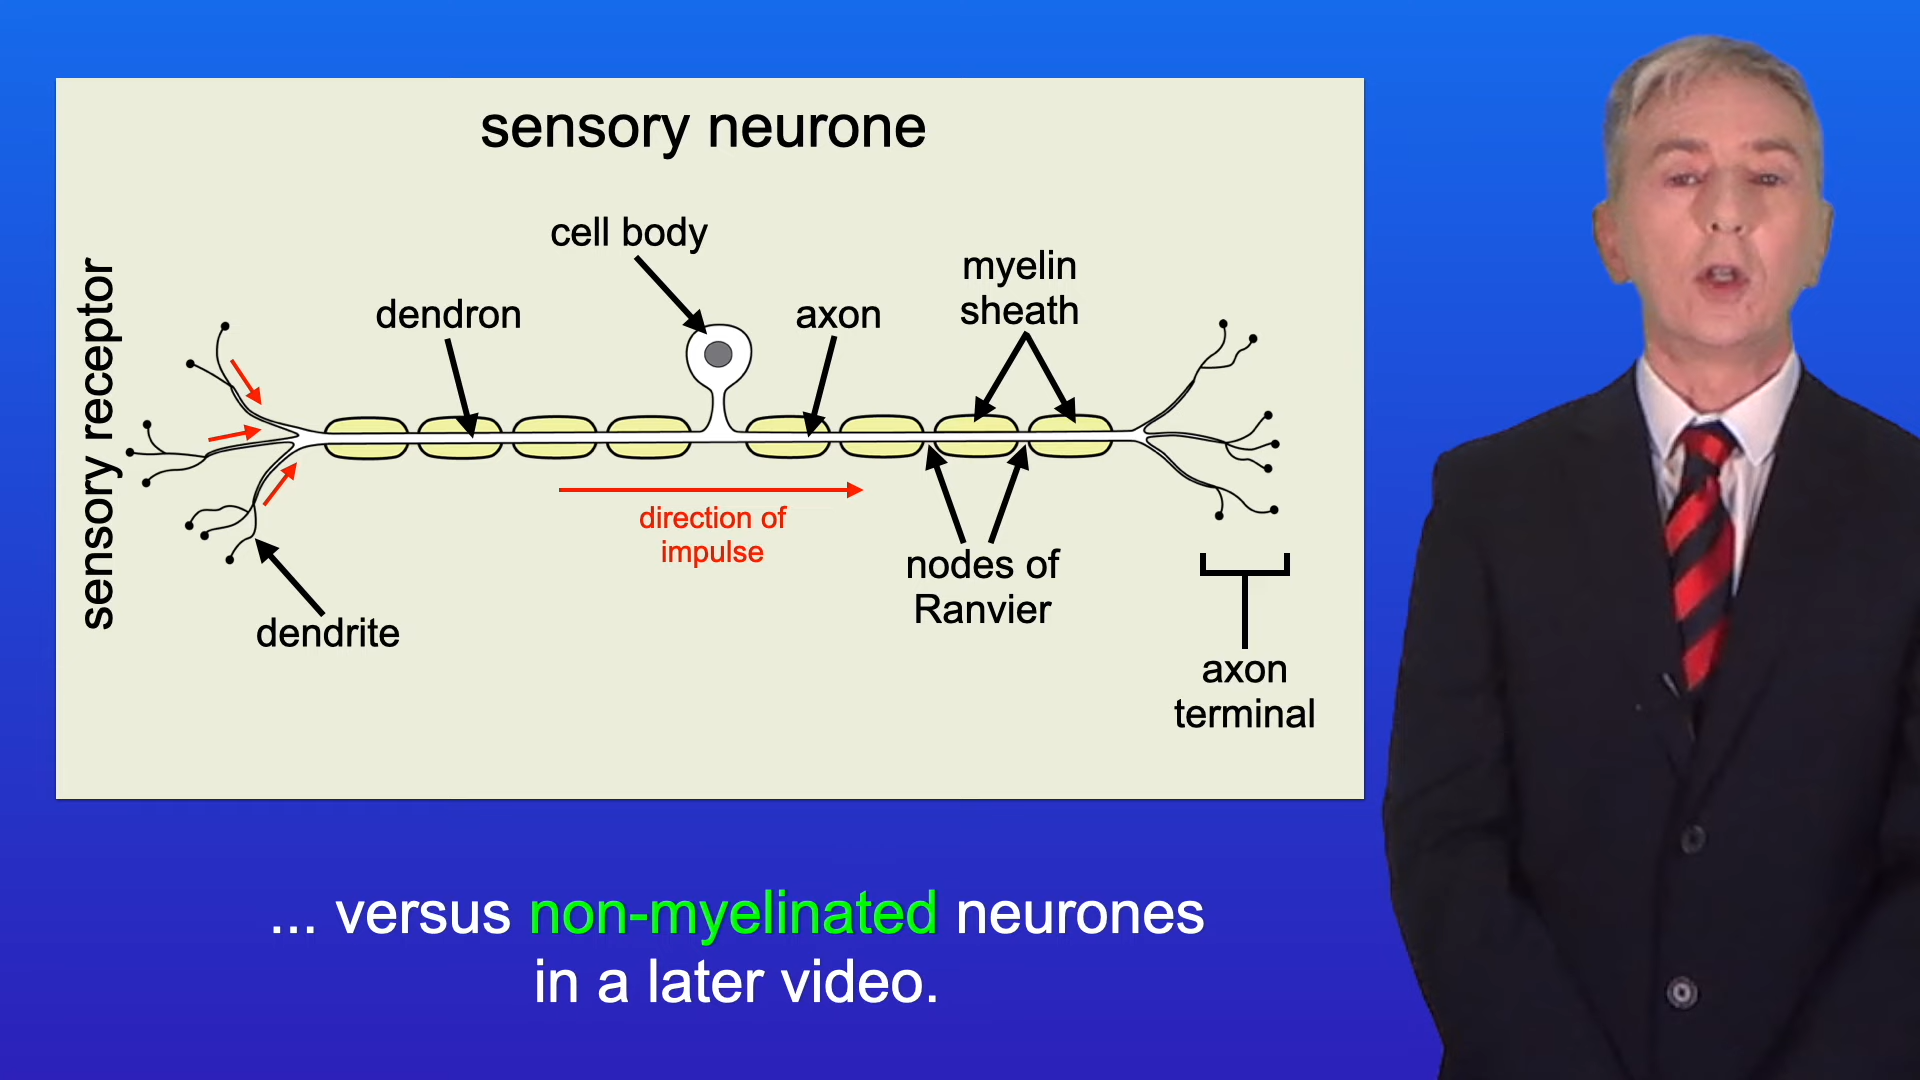 sensory neurone
cell body
myelin
sheath
dendron
axon
sensory receptor
direction of
impulse
nodes of
Ranvier
dendrite
axon
terminal
... versus non-myelinated neurones
in a later video.